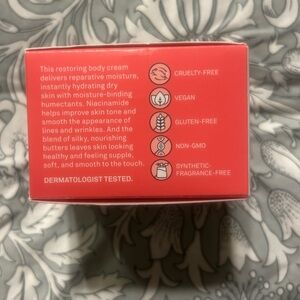 This restoring body cream
delivers reparative moisture,
instantly hydrating dry
skin with moisture-binding
humectants. Niacinamide
helps improve skin tone and
smooth the appearance of
lines and wrinkles. And the
blend of silky, nourishing
butters leaves skin looking
healthy and feeling supple,
soft, and smooth to the touch.
DERMATOLOGIST TESTED.
CRUELTY-FREE
VEGAN
GLUTEN-FREE
NON-GMO
SYNTHETIC-
FRAGRANCE-FREE